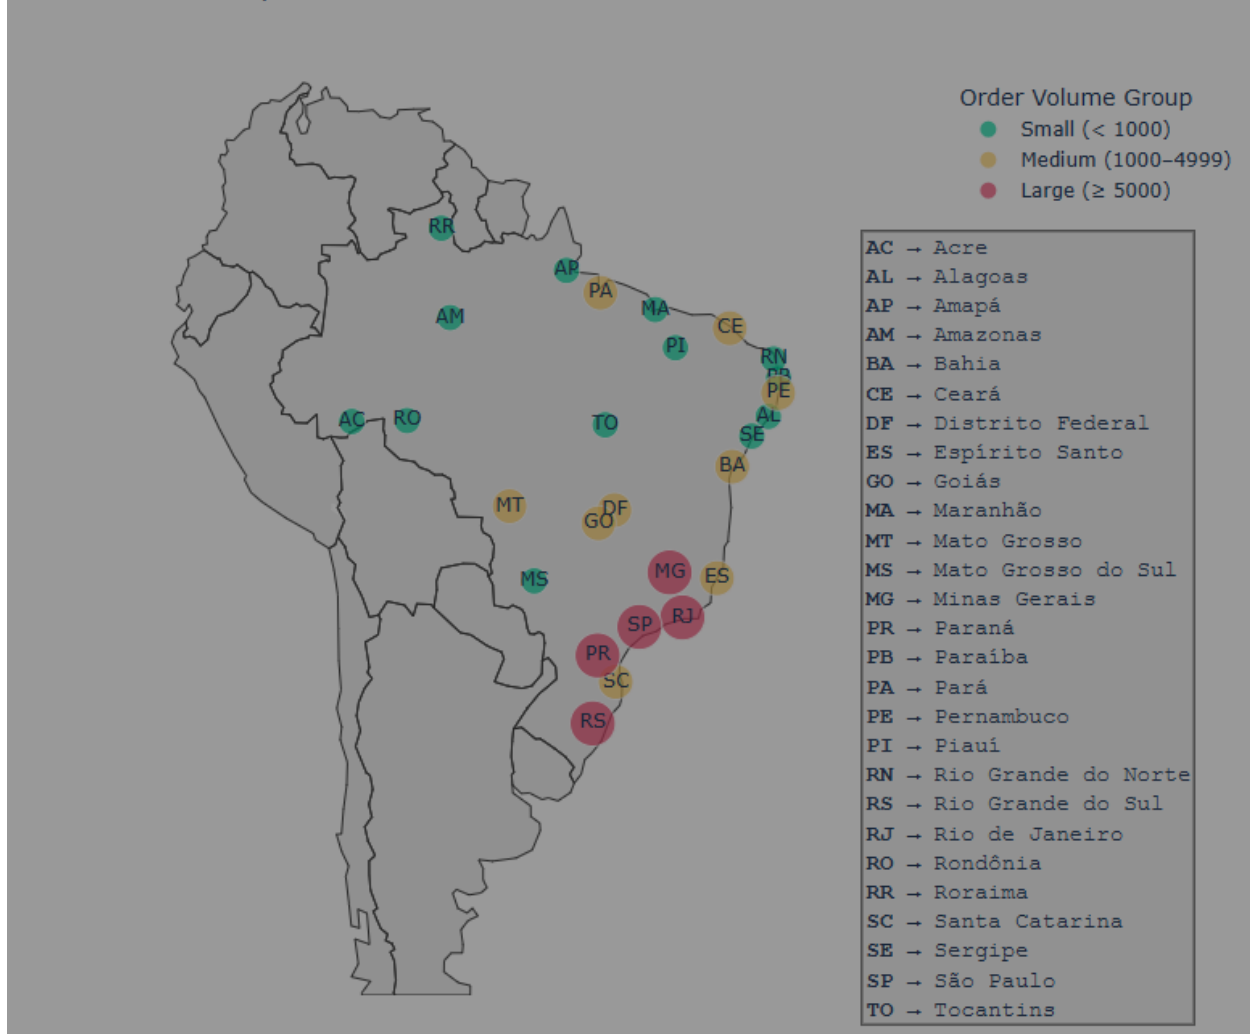 Order Volume Group
Small (< 1000)
Medium (1000–4999)
Large (≥ 5000)
RR
AP
PA
MA
AM
CE
PI
RN
PB
PE
AC
RO
TO
AL
SE
BA
MT
DF
GO
MG
ES
MS
RJ
SP
PR
SC
RS
AC → Acre
AL → Alagoas
AP → Amapá
AM → Amazonas
BA → Bahia
CE → Ceará
DF → Distrito Federal
ES → Espírito Santo
GO → Goiás
MA → Maranhão
MT → Mato Grosso
MS → Mato Grosso do Sul
MG → Minas Gerais
PR → Paraná
PB → Paraíba
PA → Pará
PE → Pernambuco
PI → Piauí
RN → Rio Grande do Norte
RS → Rio Grande do Sul
RJ → Rio de Janeiro
RO → Rondônia
RR → Roraima
SC → Santa Catarina
SE → Sergipe
SP → São Paulo
TO → Tocantins